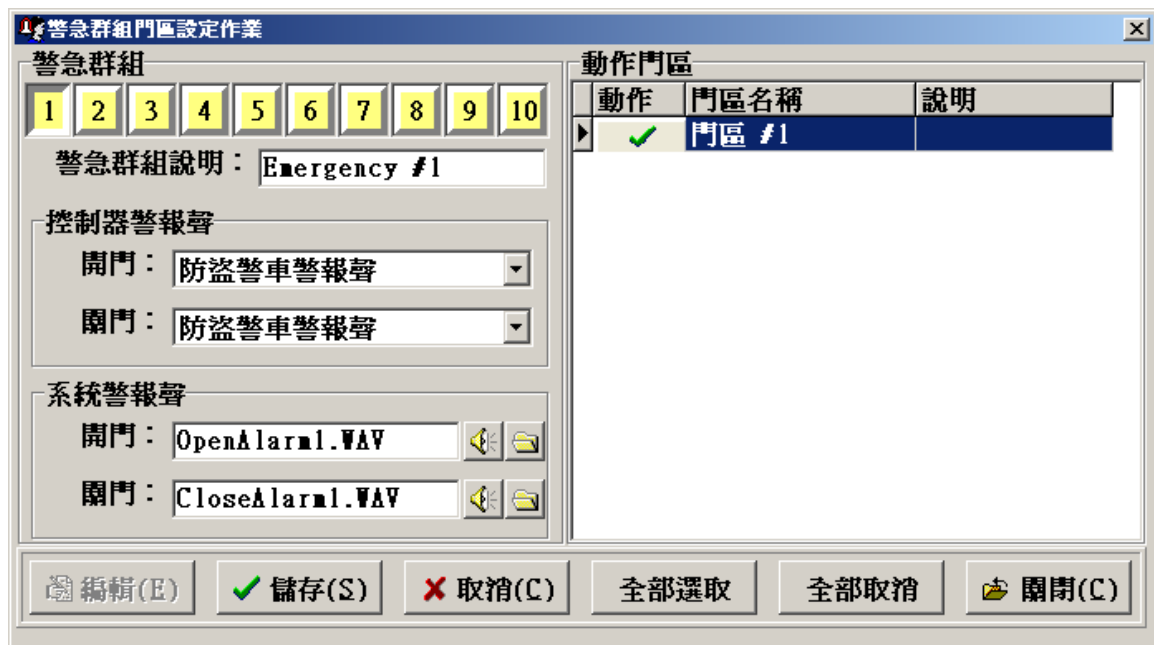 警急群組門區設定作業
警急群組
1 2 3 4 5 6 7 8 9 10
警急群組說明：Emergency #1
控制器警報聲
開門：防盜警車警報聲
關門：防盜警車警報聲
系統警報聲
開門：OpenAlarm1.WAV
關門：CloseAlarm1.WAV
動作門區
動作 門區名稱 說明
門區 #1
編輯(E) 儲存(S) 取消(C) 全部選取 全部取消 關閉(C)